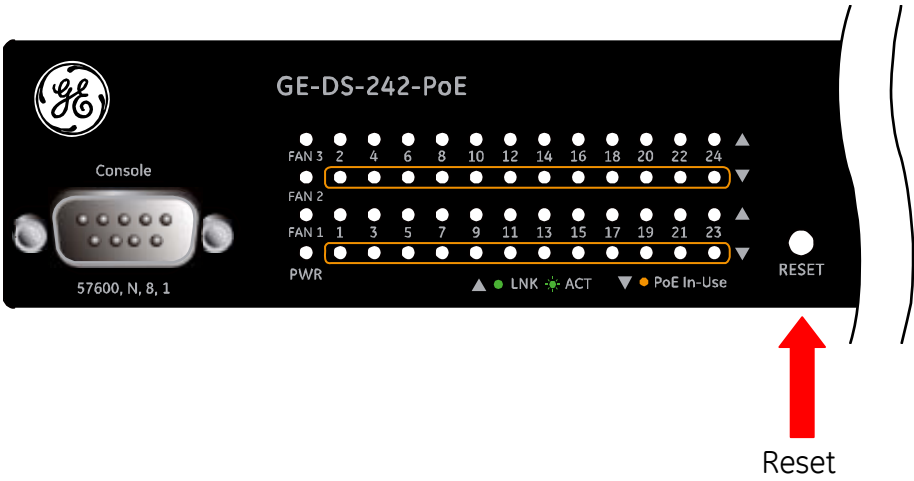 GE
GE-DS-242-PoE
Console
57600, N, 8, 1
FAN 3 2 4 6 8 10 12 14 16 18 20 22 24
FAN 2
FAN 1 1 3 5 7 9 11 13 15 17 19 21 23
PWR
LNK ACT PoE In-Use
RESET
Reset